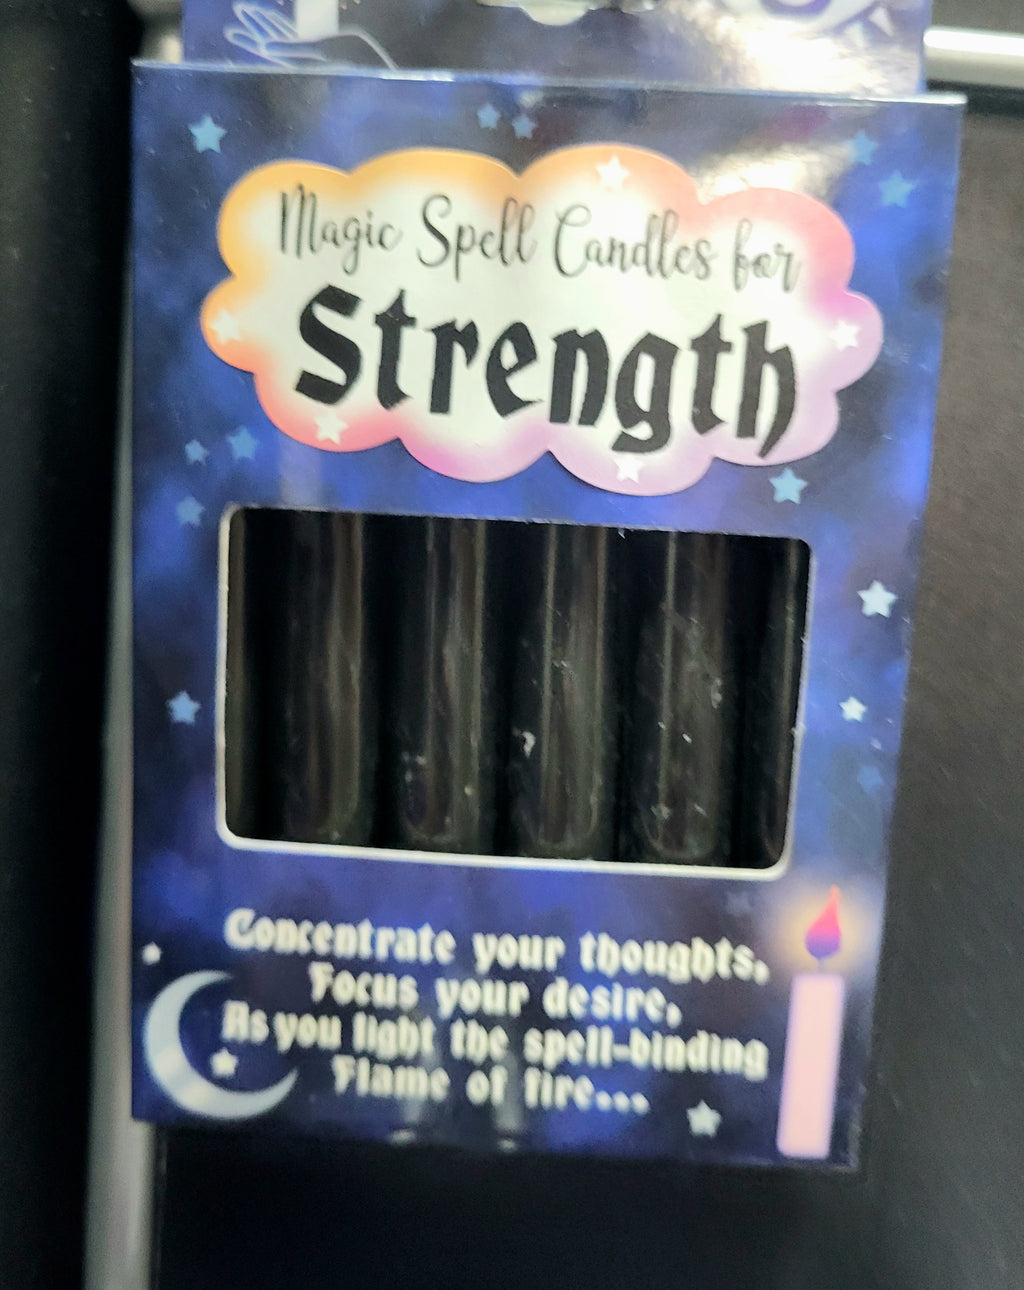 Magic Spell Candles for
Strength
Concentrate your thoughts,
Focus your desire,
As you light the spell-binding
Flame of fire...